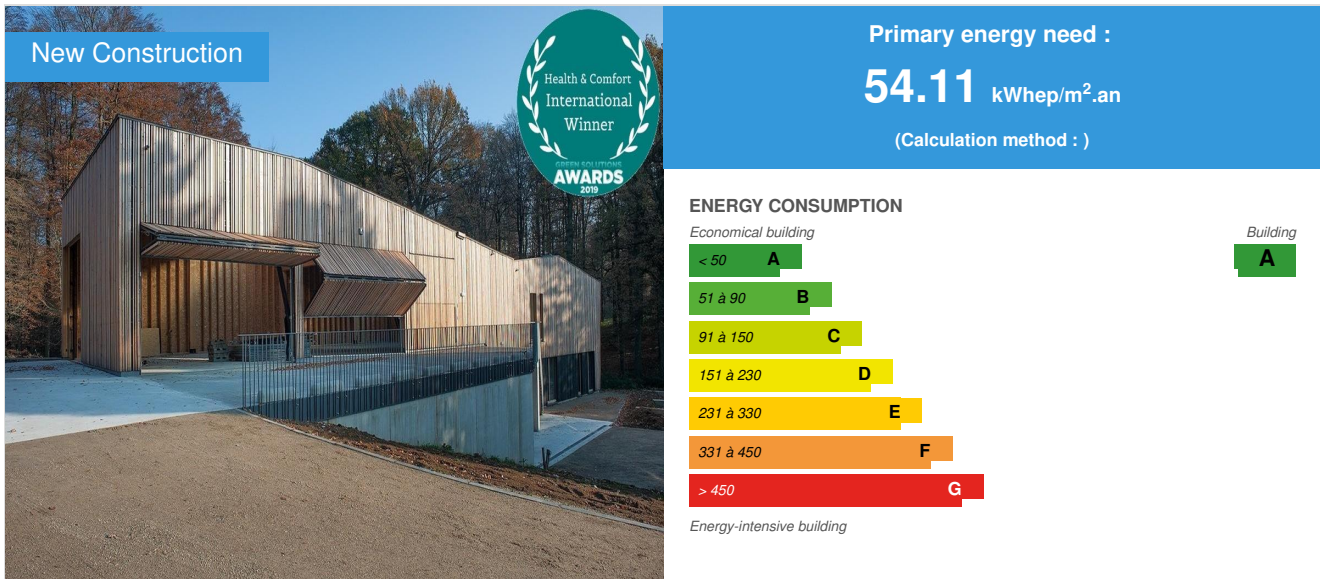 New Construction
Health & Comfort
International
Winner
GREEN SOLUTIONS
AWARDS
2019
Primary energy need :
54.11 kWhep/m².an
(Calculation method : )
ENERGY CONSUMPTION
Economical building
Building
< 50 A
A
51 à 90 B
91 à 150 C
151 à 230 D
231 à 330 E
331 à 450 F
> 450 G
Energy-intensive building